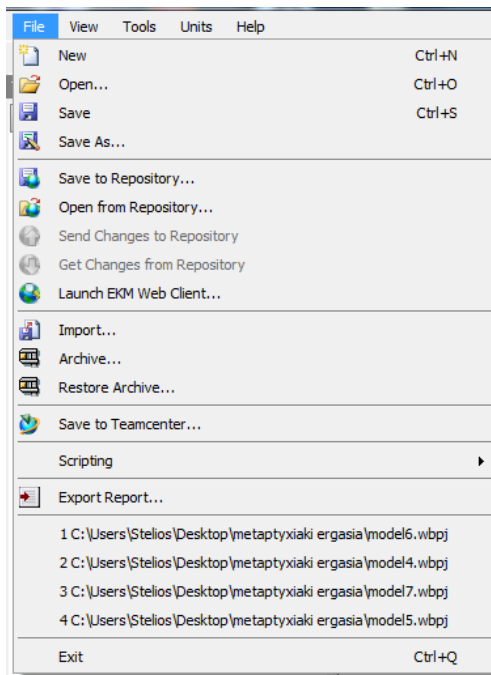 File View Tools Units Help
New Ctrl+N
Open... Ctrl+O
Save Ctrl+S
Save As...
Save to Repository...
Open from Repository...
Send Changes to Repository
Get Changes from Repository
Launch EKM Web Client...
Import...
Archive...
Restore Archive...
Save to Teamcenter...
Scripting
Export Report...
1 C:\Users\Stelios\Desktop\metaptyxiaki ergasia\model6.wbpj
2 C:\Users\Stelios\Desktop\metaptyxiaki ergasia\model4.wbpj
3 C:\Users\Stelios\Desktop\metaptyxiaki ergasia\model7.wbpj
4 C:\Users\Stelios\Desktop\metaptyxiaki ergasia\model5.wbpj
Exit Ctrl+Q